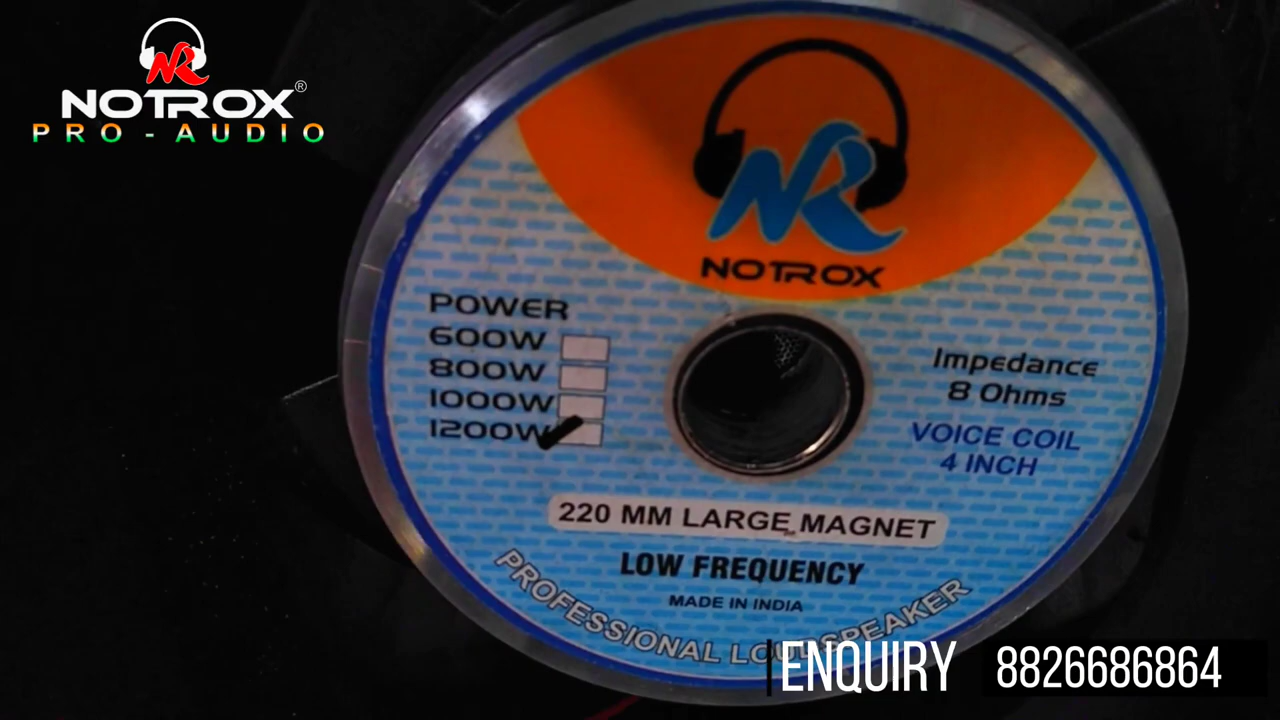 NR
NOTROX®
PRO - AUDIO
NR
NOTROX
POWER
600W
800W
1000W
1200W
Impedance
8 Ohms
VOICE COIL
4 INCH
220 MM LARGE MAGNET
LOW FREQUENCY
MADE IN INDIA
PROFESSIONAL LOUDSPEAKER
ENQUIRY 8826686864